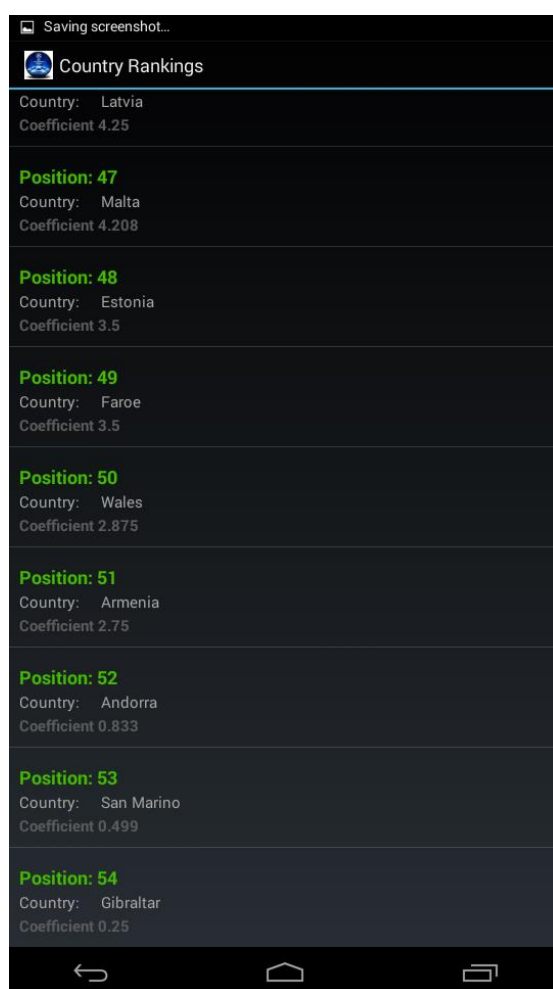 Saving screenshot...
Country Rankings
Country: Latvia
Coefficient 4.25
Position: 47
Country: Malta
Coefficient 4.208
Position: 48
Country: Estonia
Coefficient 3.5
Position: 49
Country: Faroe
Coefficient 3.5
Position: 50
Country: Wales
Coefficient 2.875
Position: 51
Country: Armenia
Coefficient 2.75
Position: 52
Country: Andorra
Coefficient 0.833
Position: 53
Country: San Marino
Coefficient 0.499
Position: 54
Country: Gibraltar
Coefficient 0.25